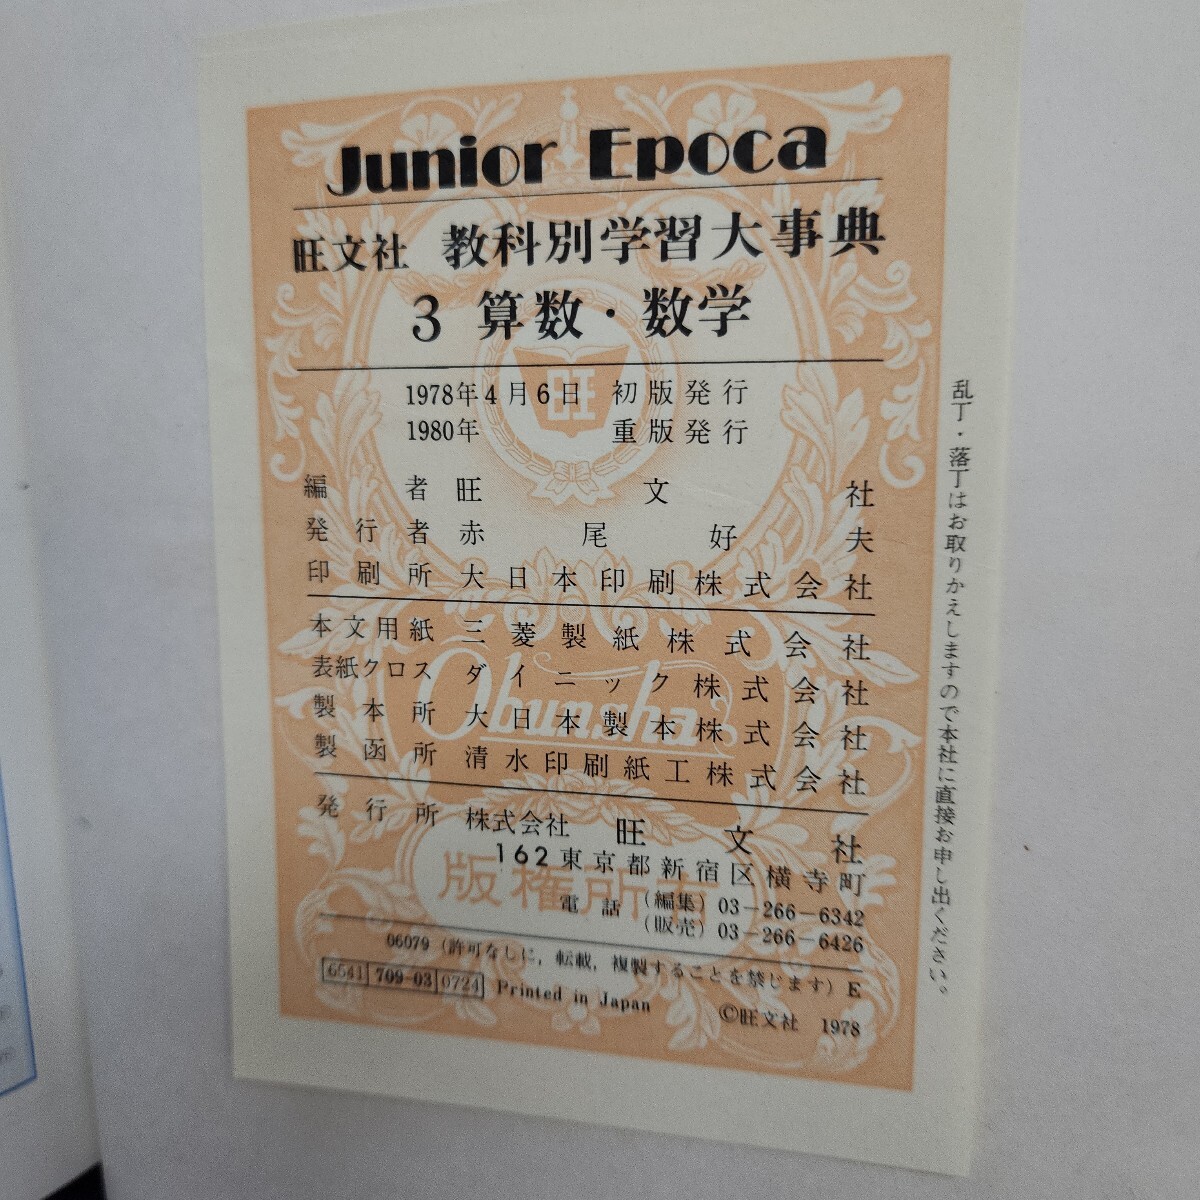 Junior Epoca
旺文社 教科別学習大事典
3 算数・数学
1978年4月6日 初版発行
1980年 重版発行
編者 旺文社
発行者 赤尾好夫
印刷所 大日本印刷株式会社
本文用紙 三菱製紙株式会社
表紙クロス ダイニック株式会社
製本所 大日本製本株式会社
製函所 清水印刷紙工株式会社
発行所 株式会社 旺文社
162 東京都新宿区横寺町
電話 (編集) 03-266-6342
(販売) 03-266-6426
06079 (許可なしに,転載,複製することを禁じます) E
6541 709-03 0724 Printed in Japan
©旺文社 1978
乱丁・落丁はお取りかえしますので本社に直接お申し出ください。
旺
Obunsha
版権所有